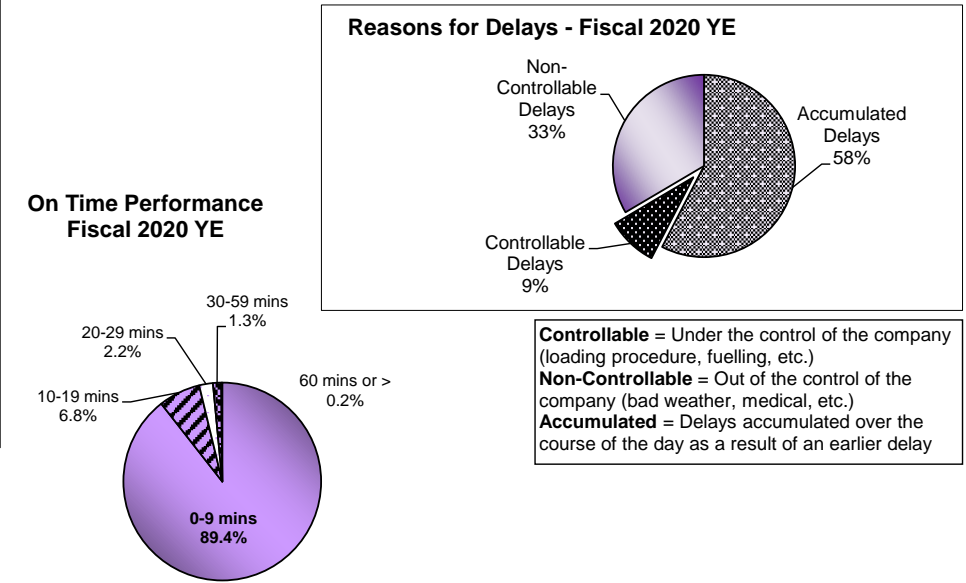 Reasons for Delays - Fiscal 2020 YE
Non-
Controllable
Delays
33%
Accumulated
Delays
58%
Controllable
Delays
9%
On Time Performance
Fiscal 2020 YE
30-59 mins
1.3%
20-29 mins
2.2%
60 mins or >
0.2%
10-19 mins
6.8%
0-9 mins
89.4%
Controllable = Under the control of the company
(loading procedure, fuelling, etc.)
Non-Controllable = Out of the control of the
company (bad weather, medical, etc.)
Accumulated = Delays accumulated over the
course of the day as a result of an earlier delay